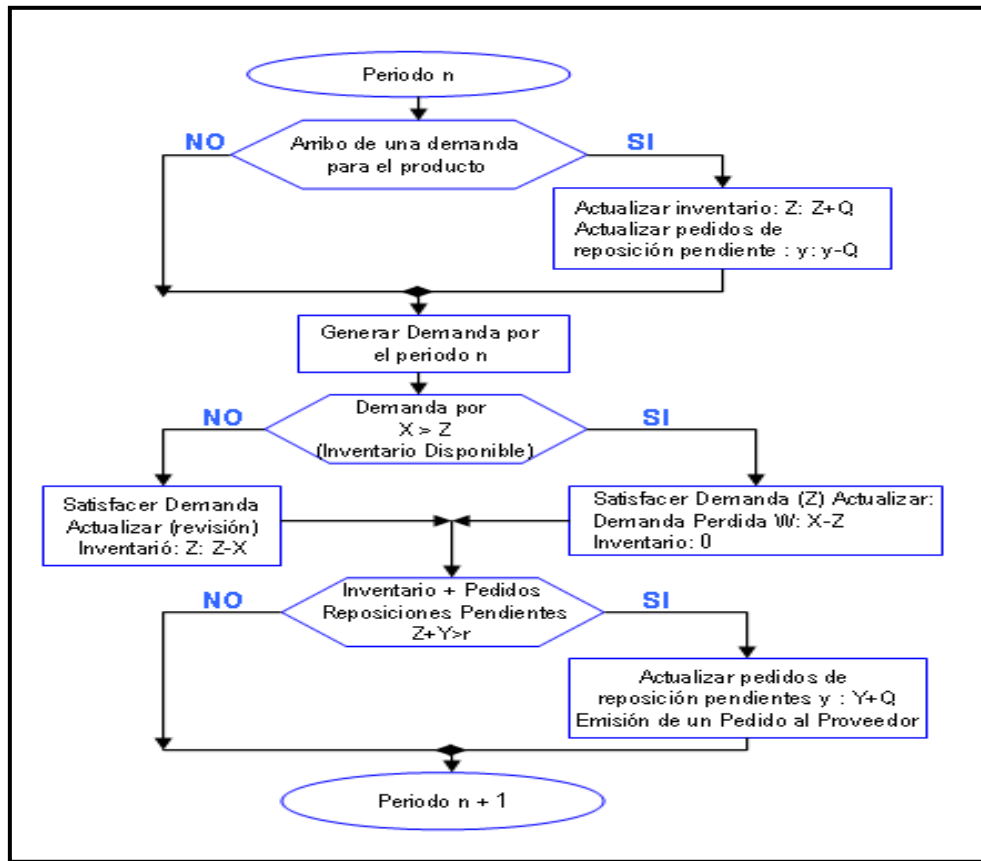 Periodo n
NO
SI
Arribo de una demanda
para el producto
Actualizar inventario: Z: Z+Q
Actualizar pedidos de
reposición pendiente : y: y-Q
Generar Demanda por
el periodo n
NO
SI
Demanda por
X > Z
(Inventario Disponible)
Satisfacer Demanda
Actualizar (revisión)
Inventarió: Z: Z-X
Satisfacer Demanda (Z) Actualizar:
Demanda Perdida W: X-Z
Inventario: 0
NO
SI
Inventario + Pedidos
Reposiciones Pendientes
Z+Y>r
Actualizar pedidos de
reposición pendientes y : Y+Q
Emisión de un Pedido al Proveedor
Periodo n + 1